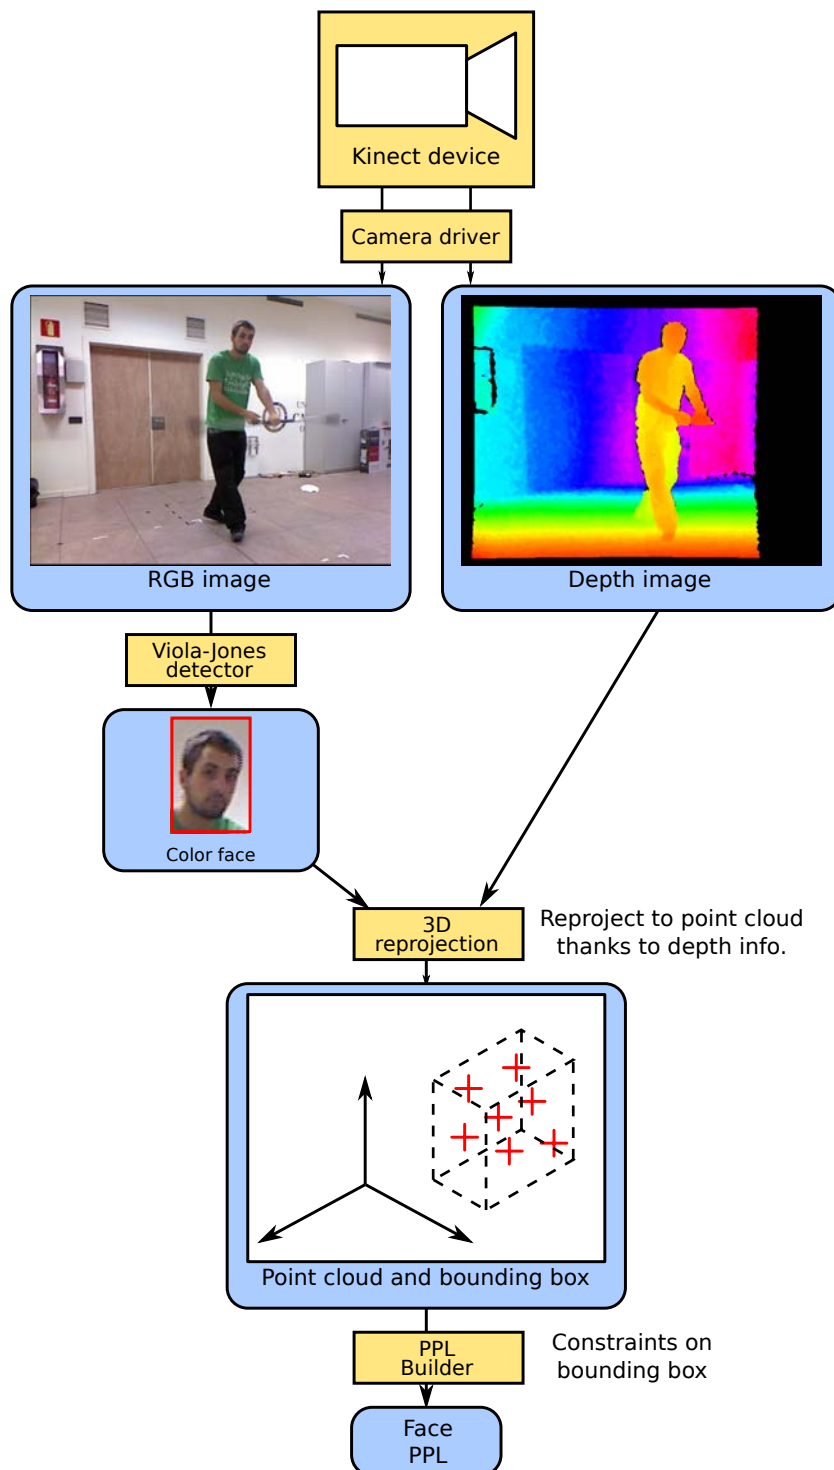 Kinect device
Camera driver
RGB image
Depth image
Viola-Jones
detector
Color face
3D
reprojection
Reproject to point cloud
thanks to depth info.
Point cloud and bounding box
PPL
Builder
Constraints on
bounding box
Face
PPL